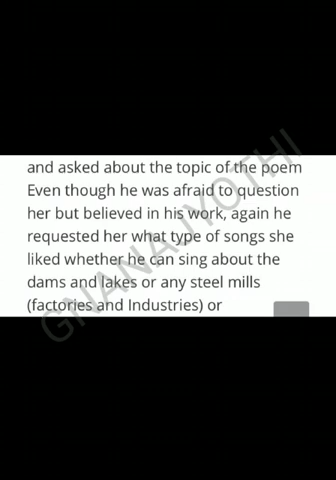 and asked about the topic of the poem
Even though he was afraid to question
her but believed in his work, again he
requested her what type of songs she
liked whether he can sing about the
dams and lakes or any steel mills
(factories and Industries) or
GNANAJYOTHI